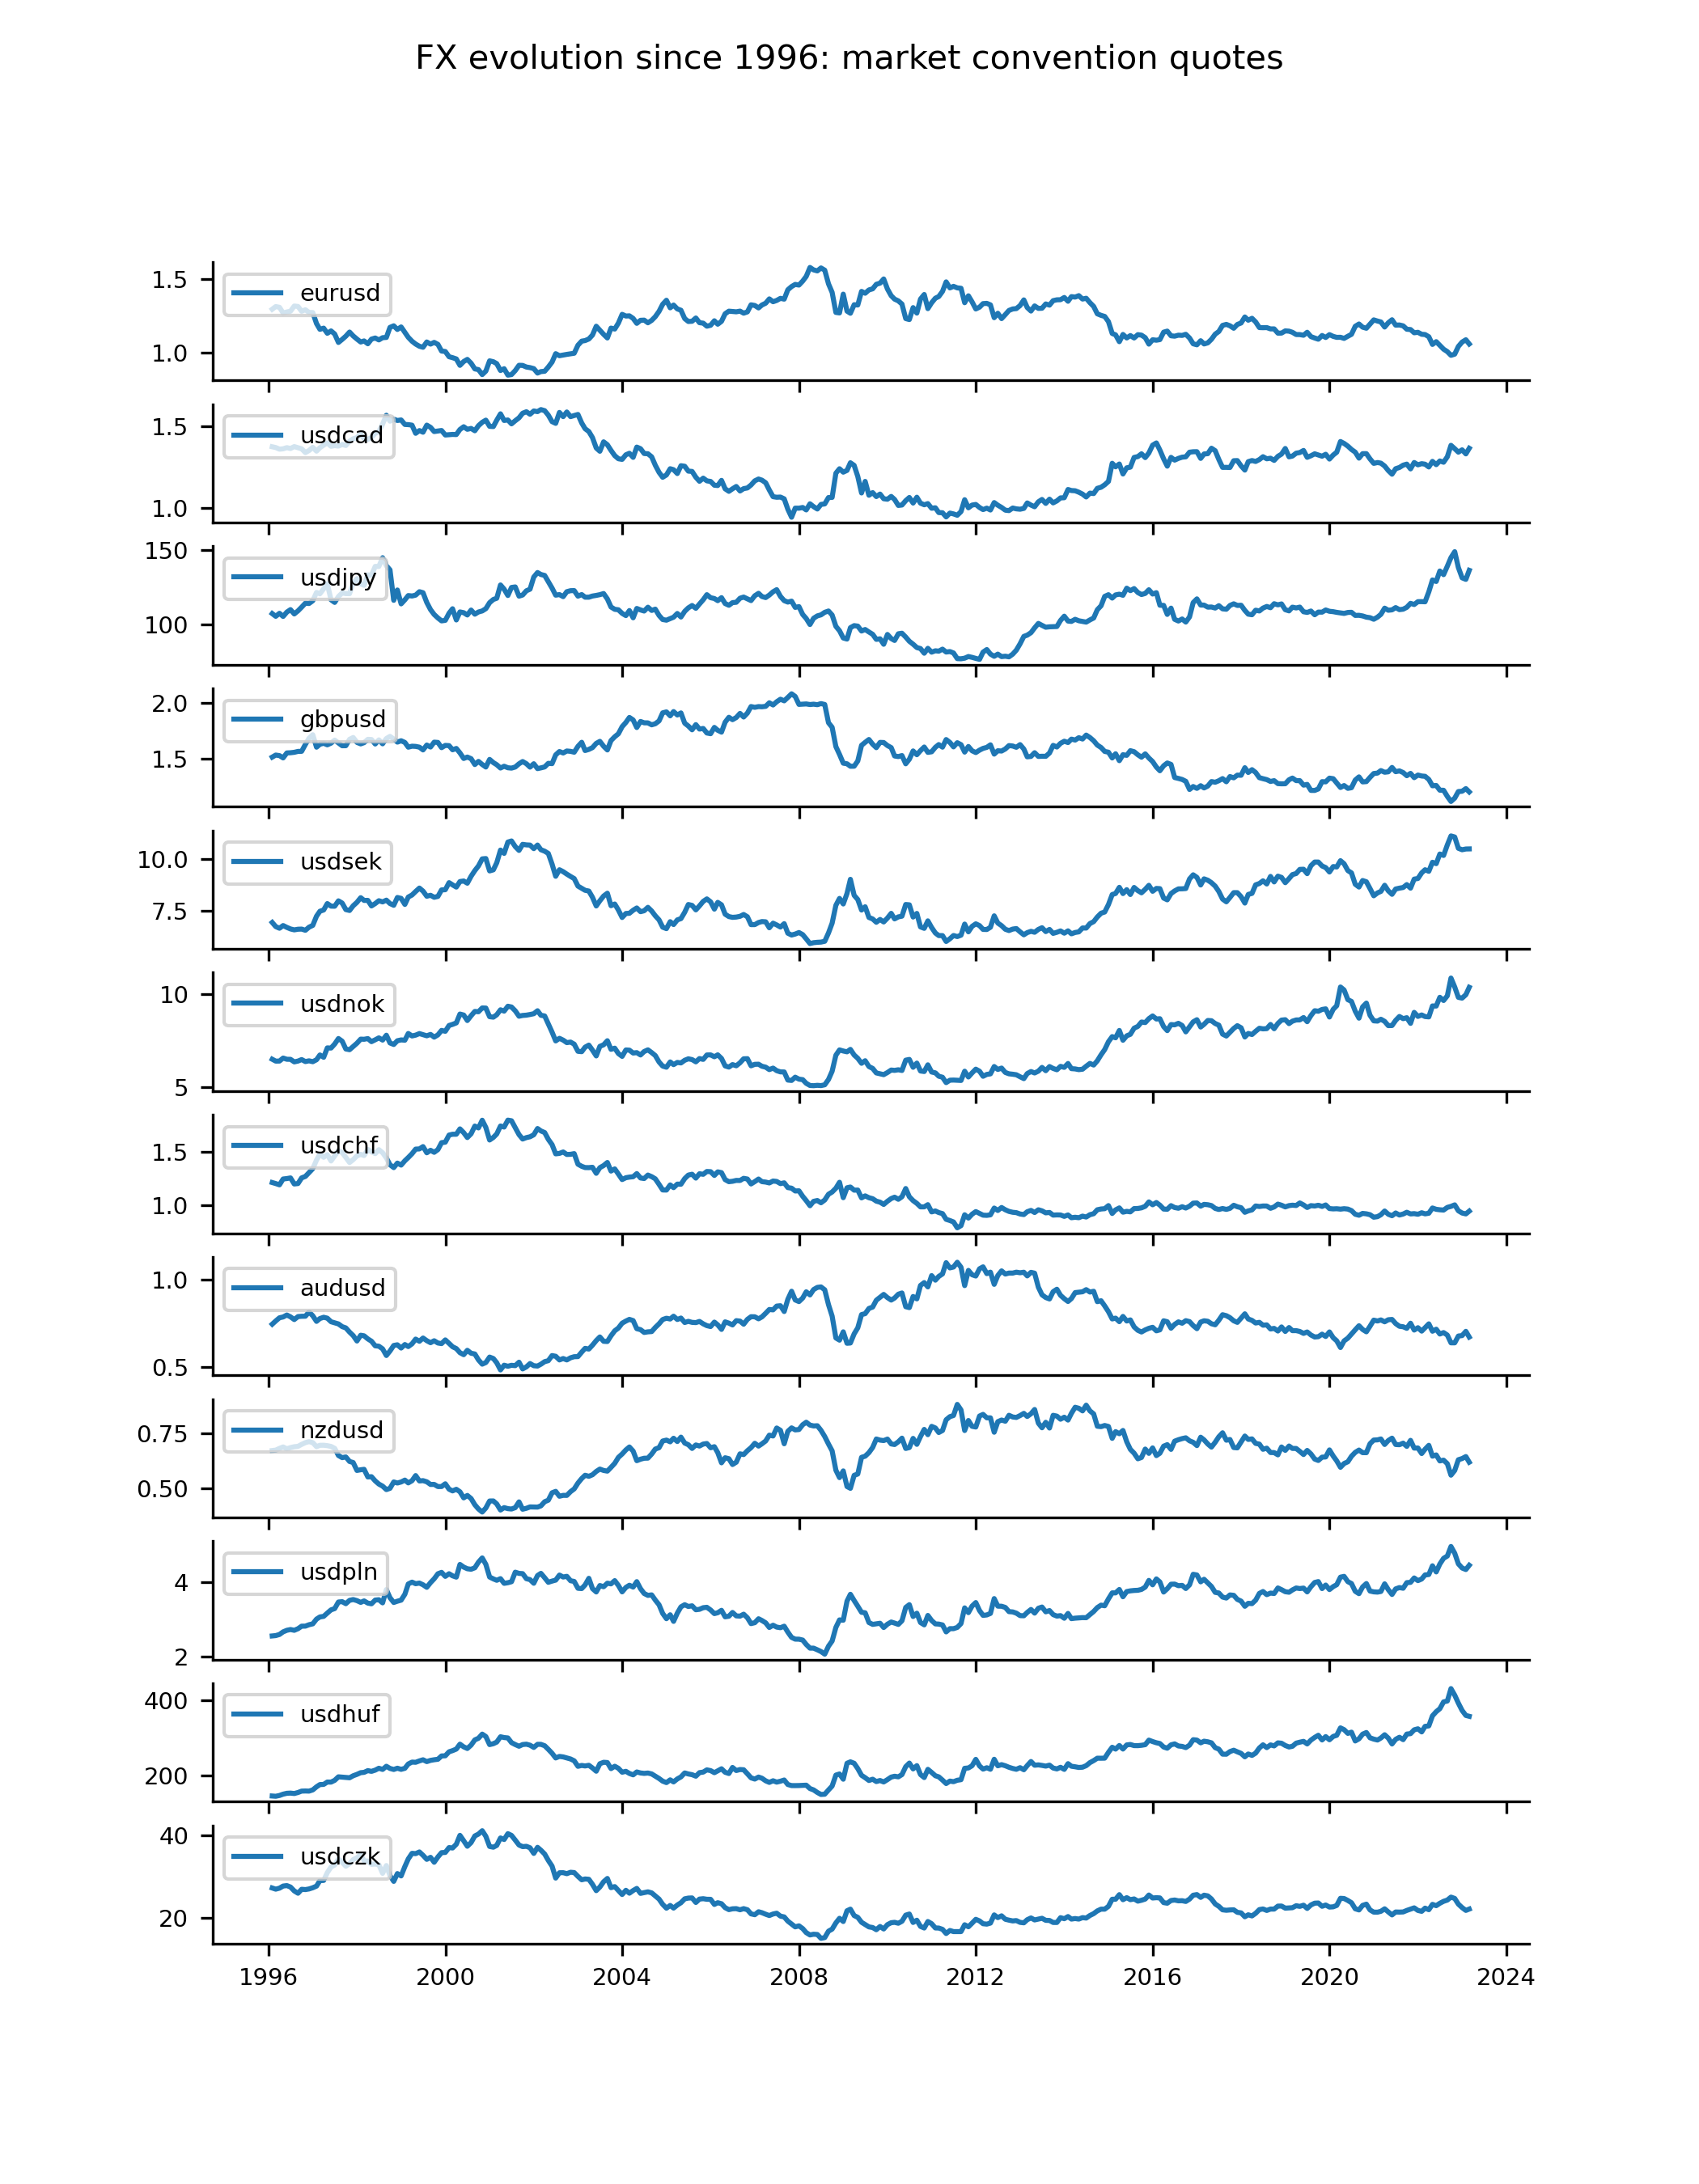 FX evolution since 1996: market convention quotes
1.5
1.0
eurusd
1.5
1.0
usdcad
150
100
usdjpy
2.0
1.5
gbpusd
10.0
7.5
usdsek
10
5
usdnok
1.5
1.0
usdchf
1.0
0.5
audusd
0.75
0.50
nzdusd
4
2
usdpln
400
200
usdhuf
40
20
usdczk
1996 2000 2004 2008 2012 2016 2020 2024